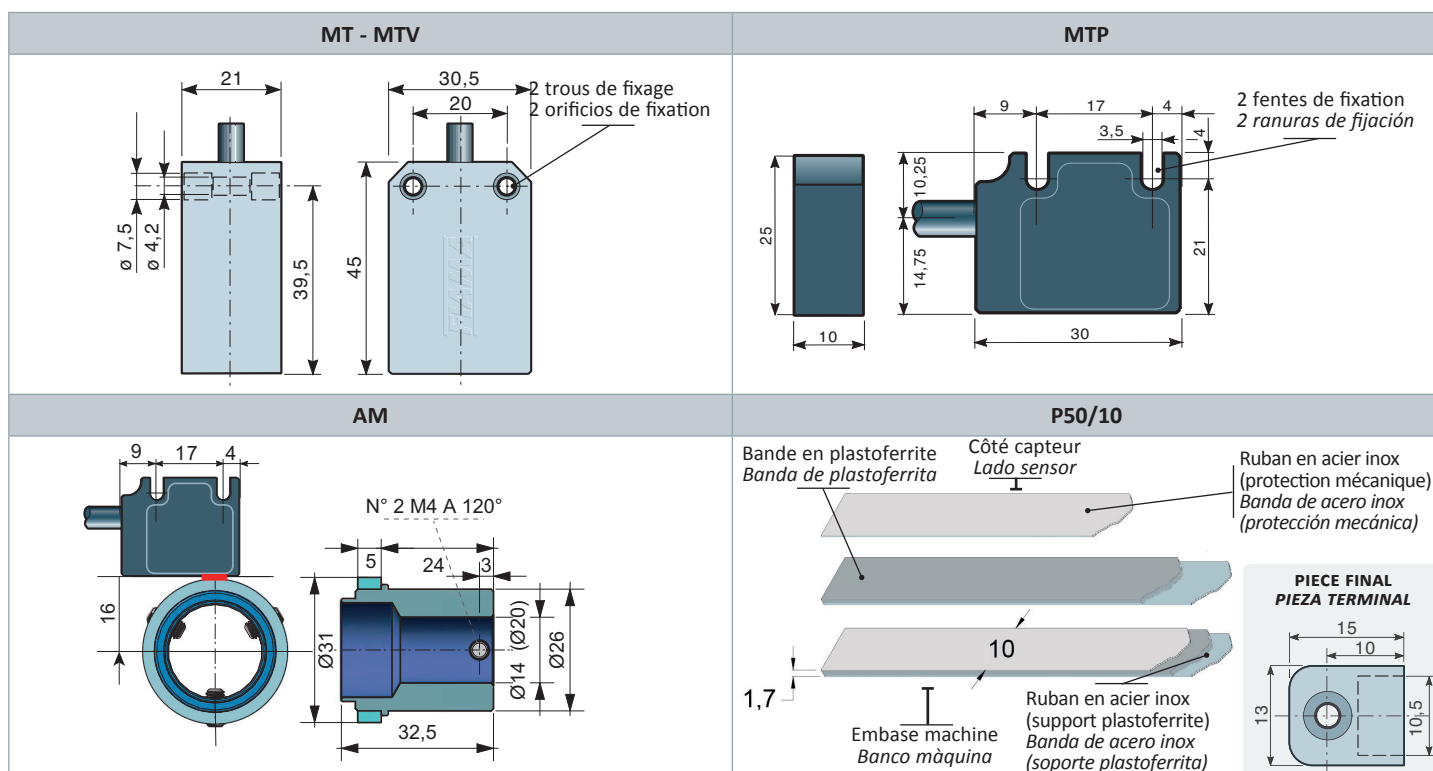 MT - MTV
21
ø 7,5
ø 4,2
39,5
30,5
20
2 trous de fixage
2 orificios de fixation
45
MTP
25
10
9
17
4
3,5
4
10,25
14,75
21
30
2 fentes de fixation
2 ranuras de fijación
AM
9
17
4
16
N° 2 M4 A 120°
5
24
3
Ø31
Ø14 (Ø20)
Ø26
32,5
P50/10
Bande en plastoferrite
Banda de plastoferrita
Côté capteur
Lado sensor
Ruban en acier inox
(protection mécanique)
Banda de acero inox
(protección mecánica)
10
1,7
Embase machine
Banco màquina
Ruban en acier inox
(support plastoferrite)
Banda de acero inox
(soporte plastoferrita)
PIECE FINAL
PIEZA TERMINAL
15
10
13
10,5